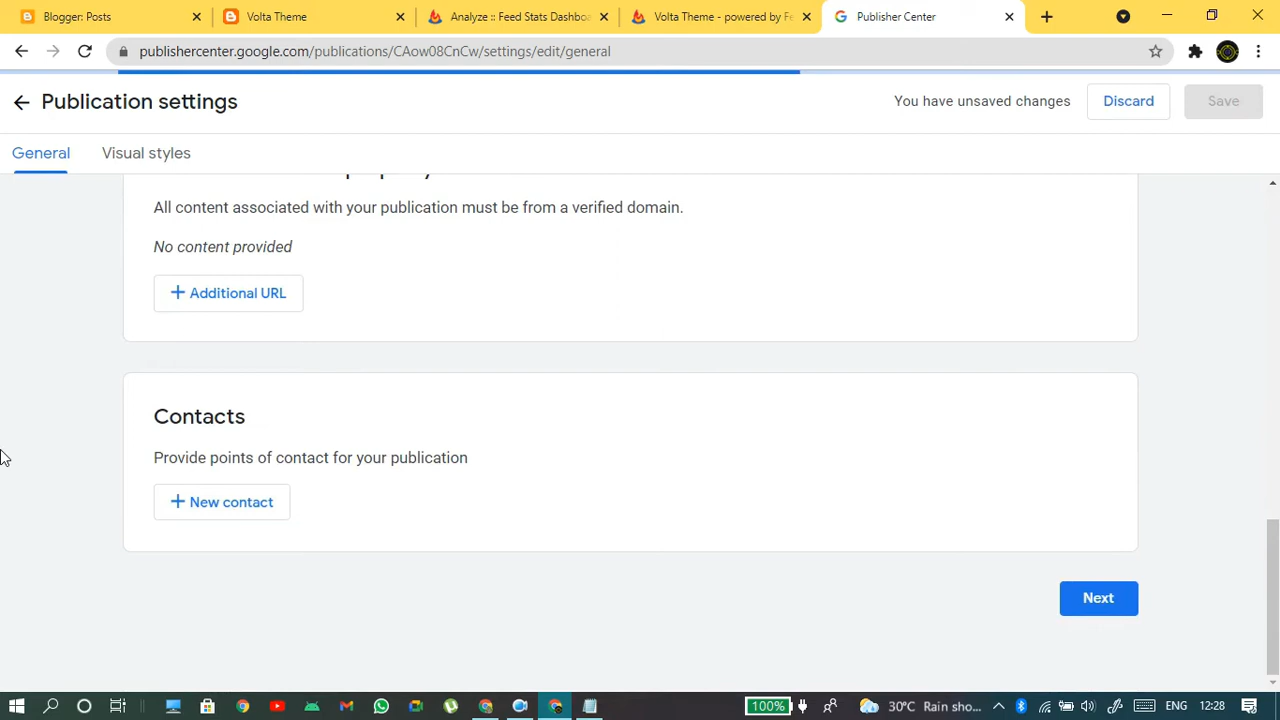 Blogger: Posts
Volta Theme
Analyze :: Feed Stats Dashbo
Volta Theme - powered by Fe
Publisher Center
publishercenter.google.com/publications/CAow08CnCw/settings/edit/general
Publication settings
You have unsaved changes
Discard
Save
General
Visual styles
All content associated with your publication must be from a verified domain.
No content provided
+ Additional URL
Contacts
Provide points of contact for your publication
+ New contact
Next
100%
30°C Rain sho...
ENG
12:28